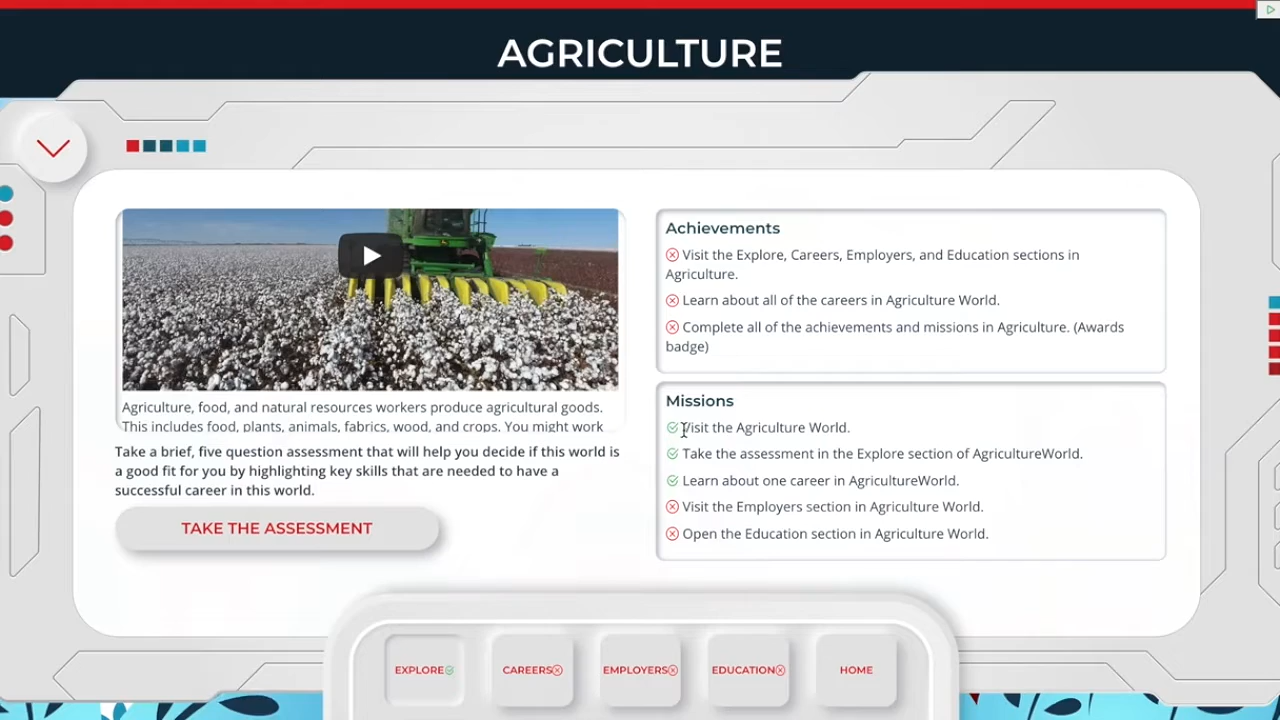 AGRICULTURE
Agriculture, food, and natural resources workers produce agricultural goods.
This includes food, plants, animals, fabrics, wood, and crops. You might work
Take a brief, five question assessment that will help you decide if this world is
a good fit for you by highlighting key skills that are needed to have a
successful career in this world.
TAKE THE ASSESSMENT
Achievements
Visit the Explore, Careers, Employers, and Education sections in
Agriculture.
Learn about all of the careers in Agriculture World.
Complete all of the achievements and missions in Agriculture. (Awards
badge)
Missions
Visit the Agriculture World.
Take the assessment in the Explore section of AgricultureWorld.
Learn about one career in AgricultureWorld.
Visit the Employers section in Agriculture World.
Open the Education section in Agriculture World.
EXPLORE
CAREERS
EMPLOYERS
EDUCATION
HOME